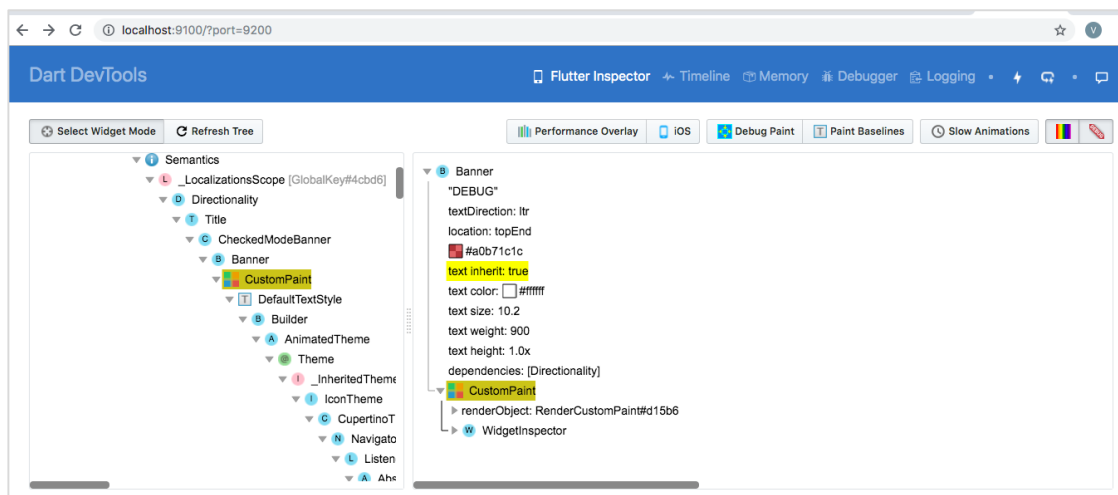 localhost:9100/?port=9200
V
Dart DevTools
Flutter Inspector
Timeline
Memory
Debugger
Logging
Select Widget Mode
Refresh Tree
Performance Overlay
iOS
Debug Paint
T Paint Baselines
Slow Animations
i Semantics
L _LocalizationsScope [GlobalKey#4cbd6]
D Directionality
T Title
C CheckedModeBanner
B Banner
CustomPaint
T DefaultTextStyle
B Builder
A AnimatedTheme
Theme
I _InheritedTheme
I IconTheme
C CupertinoT
N Navigato
L Listen
A Abs
B Banner
"DEBUG"
textDirection: ltr
location: topEnd
#a0b71c1c
text inherit: true
text color: #ffffff
text size: 10.2
text weight: 900
text height: 1.0x
dependencies: [Directionality]
CustomPaint
renderObject: RenderCustomPaint#d15b6
W WidgetInspector